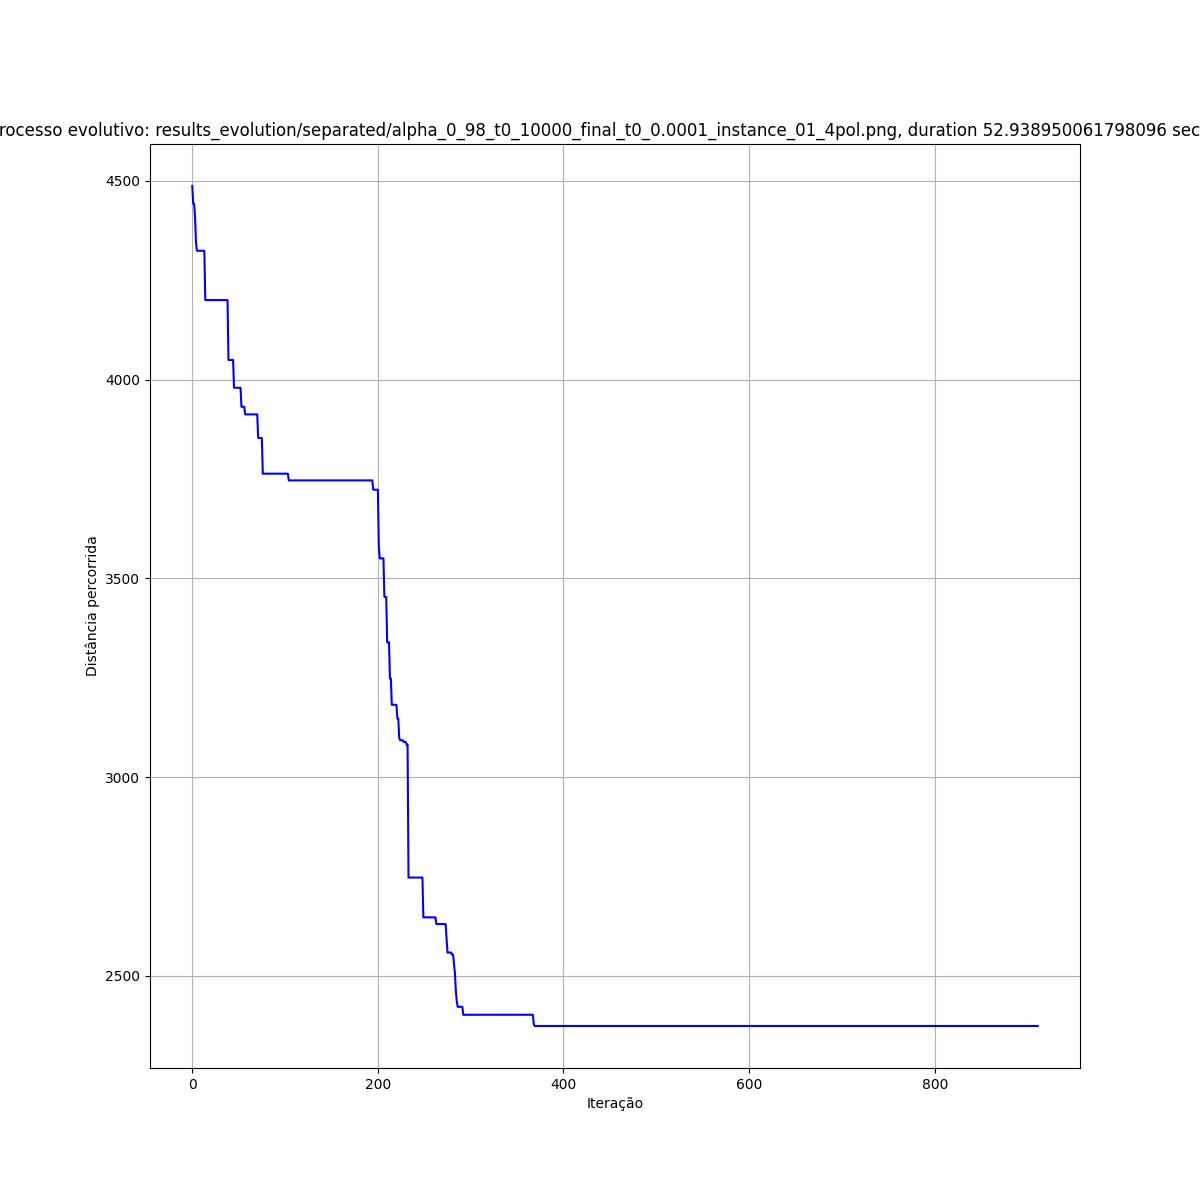 rocesso evolutivo: results_evolution/separated/alpha_0_98_t0_10000_final_t0_0.0001_instance_01_4pol.png, duration 52.938950061798096 sec
4500
4000
3500
3000
2500
Distância percorrida
0 200 400 600 800
Iteração